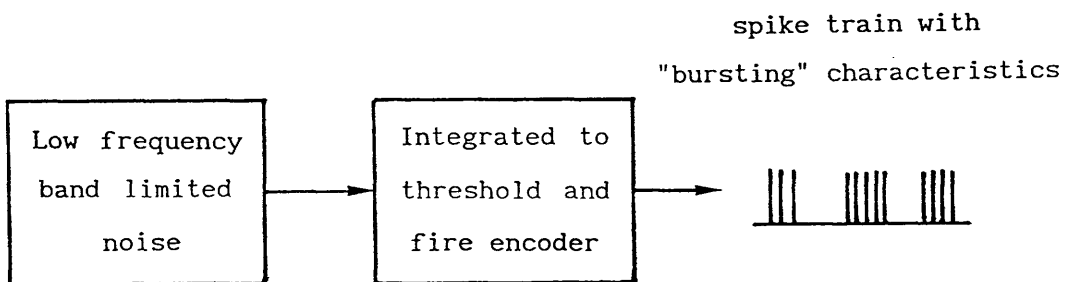 spike train with
"bursting" characteristics
Low frequency
band limited
noise
Integrated to
threshold and
fire encoder